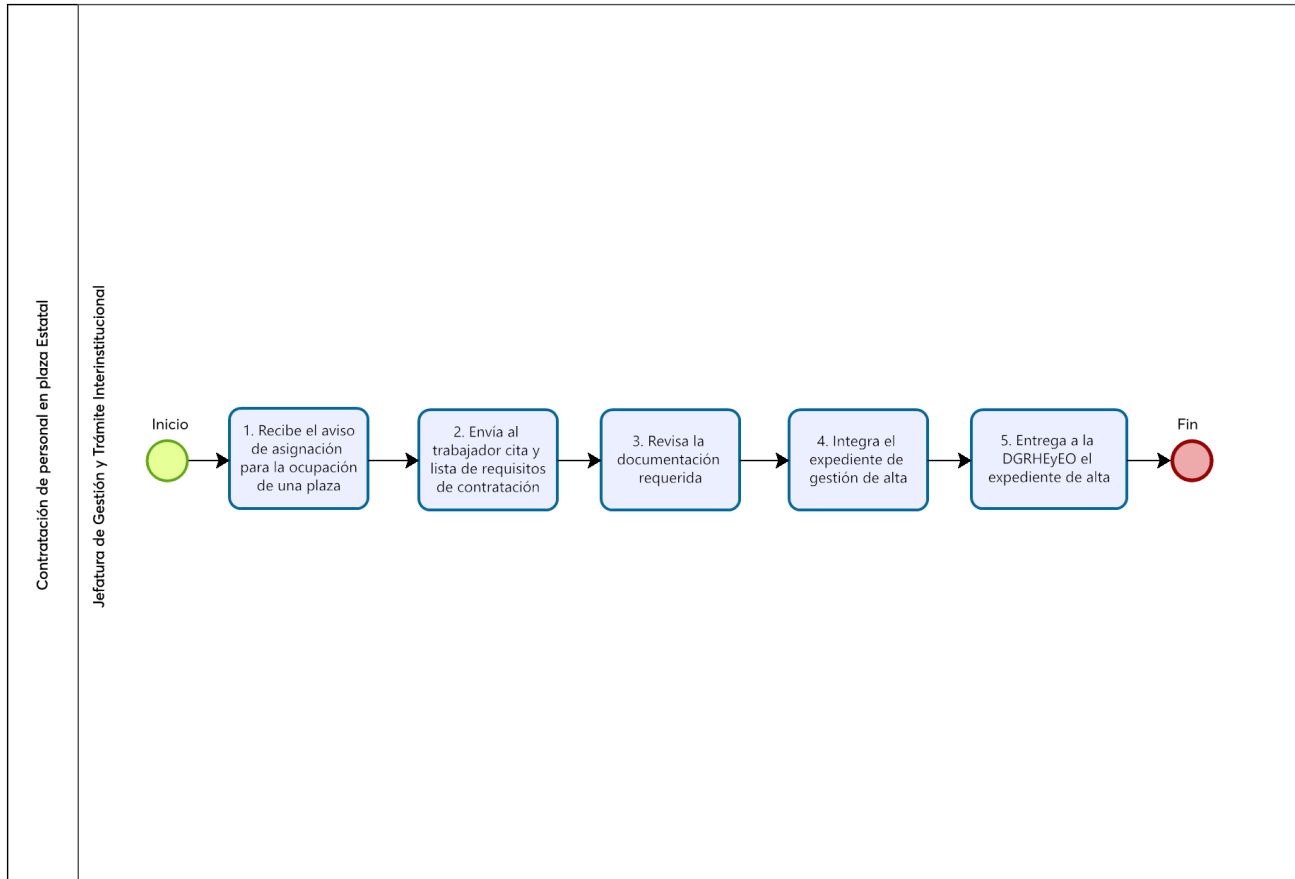 Contratación de personal en plaza Estatal
Jefatura de Gestión y Trámite Interinstitucional
Inicio
1. Recibe el aviso
de asignación
para la ocupación
de una plaza
2. Envía al
trabajador cita y
lista de requisitos
de contratación
3. Revisa la
documentación
requerida
4. Integra el
expediente de
gestión de alta
5. Entrega a la
DGRHEyEO el
expediente de alta
Fin